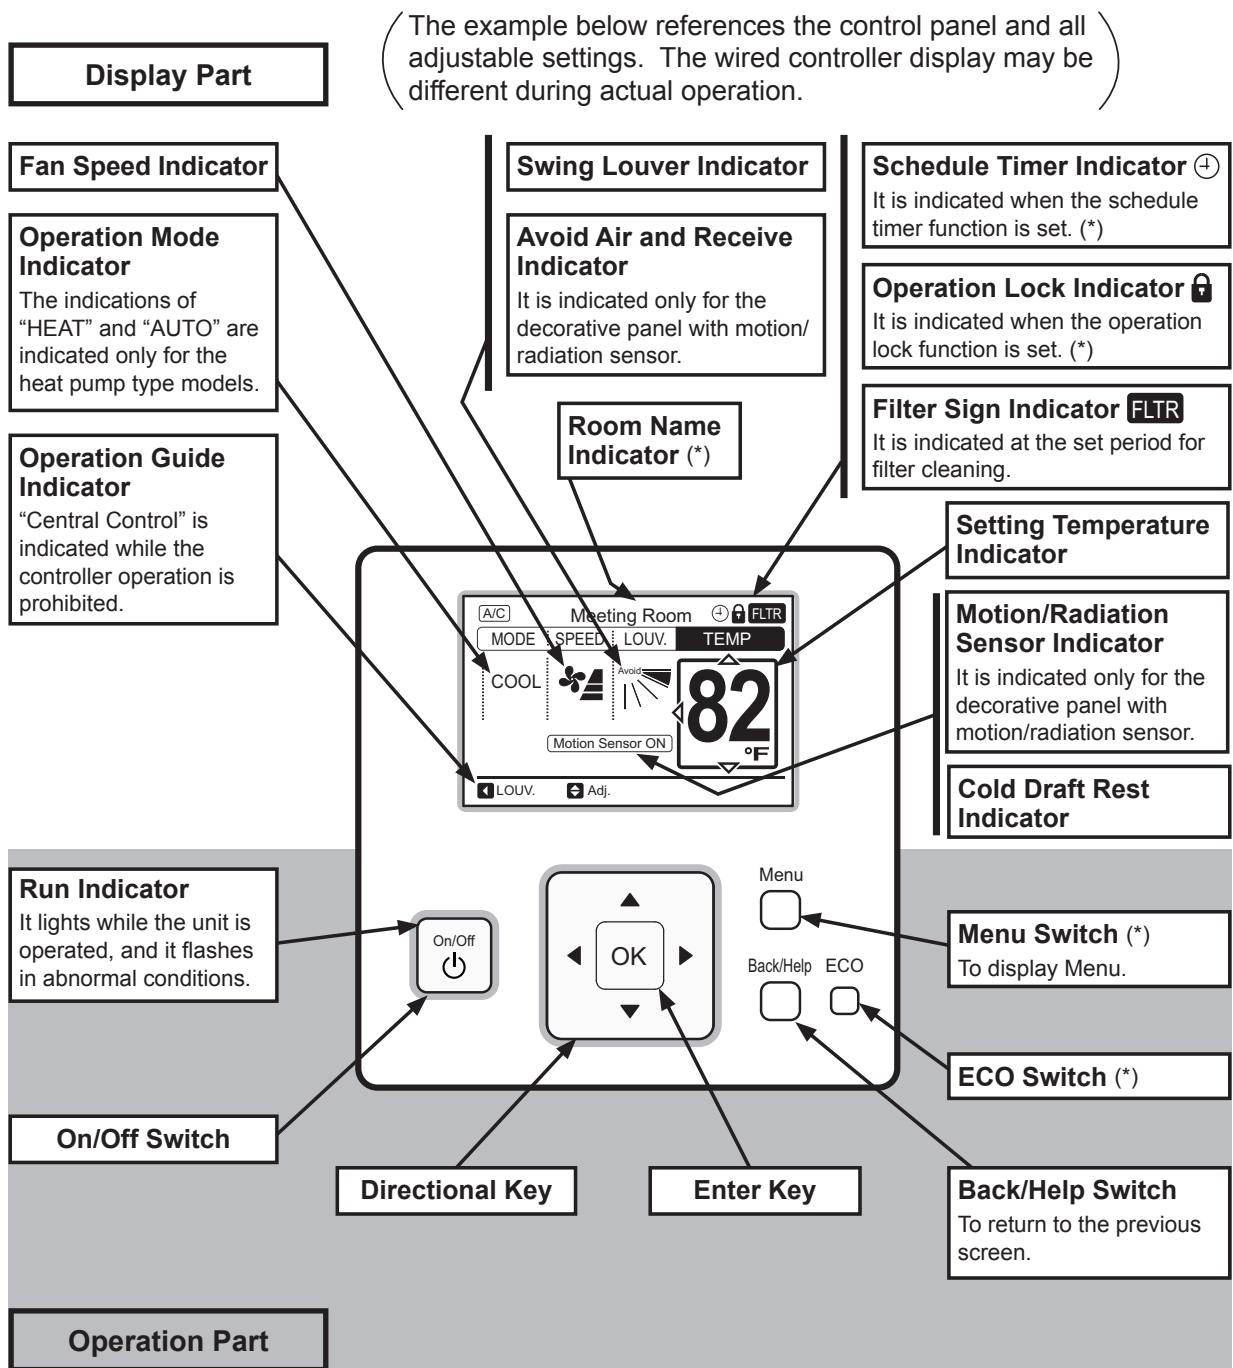 Display Part
The example below references the control panel and all
adjustable settings. The wired controller display may be
different during actual operation.
Fan Speed Indicator
Operation Mode
Indicator
The indications of
“HEAT” and “AUTO” are
indicated only for the
heat pump type models.
Operation Guide
Indicator
“Central Control” is
indicated while the
controller operation is
prohibited.
Swing Louver Indicator
Avoid Air and Receive
Indicator
It is indicated only for the
decorative panel with motion/
radiation sensor.
Room Name
Indicator (*)
Schedule Timer Indicator
It is indicated when the schedule
timer function is set. (*)
Operation Lock Indicator
It is indicated when the operation
lock function is set. (*)
Filter Sign Indicator FLTR
It is indicated at the set period for
filter cleaning.
Setting Temperature
Indicator
Motion/Radiation
Sensor Indicator
It is indicated only for the
decorative panel with
motion/radiation sensor.
Cold Draft Rest
Indicator
A/C Meeting Room FLTR
MODE SPEED LOUV. TEMP
COOL Avoid 82
°F
Motion Sensor ON
LOUV. Adj.
Run Indicator
It lights while the unit is
operated, and it flashes
in abnormal conditions.
On/Off
OK
Menu
Back/Help ECO
Menu Switch (*)
To display Menu.
ECO Switch (*)
On/Off Switch
Directional Key
Enter Key
Back/Help Switch
To return to the previous
screen.
Operation Part